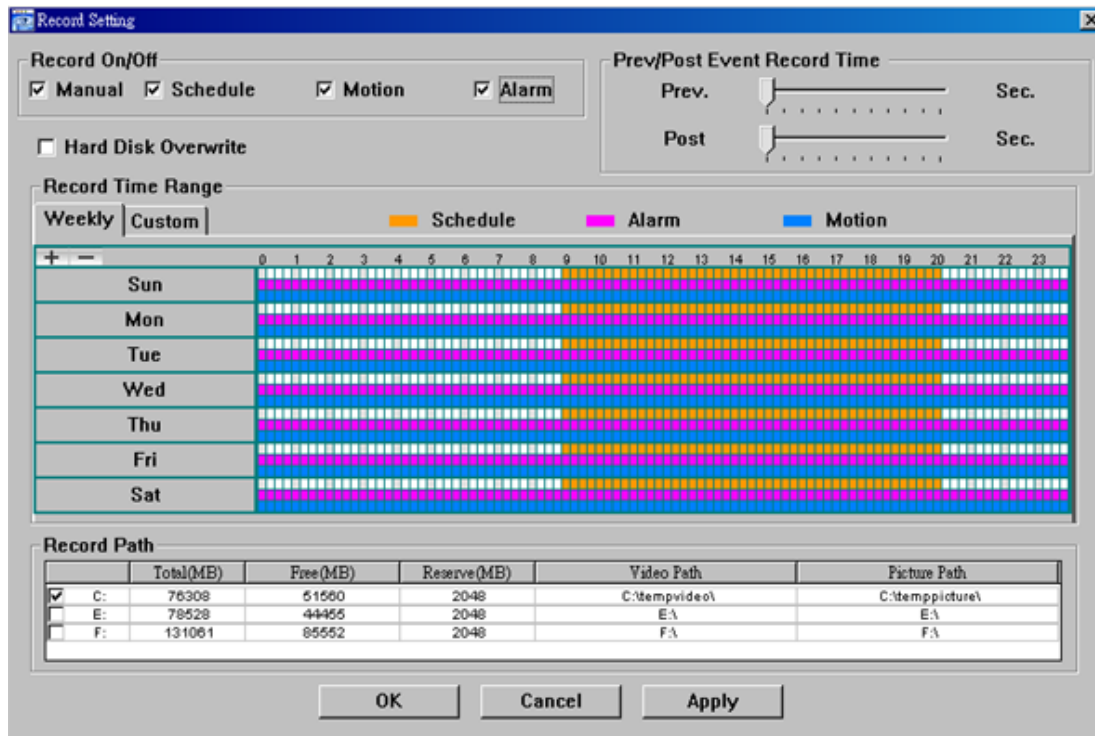 Record Setting
Record On/Off
Manual Schedule Motion Alarm
Prev/Post Event Record Time
Prev. Sec.
Post Sec.
Hard Disk Overwrite
Record Time Range
Weekly Custom Schedule Alarm Motion
+ − 0 1 2 3 4 5 6 7 8 9 10 11 12 13 14 15 16 17 18 19 20 21 22 23
Sun
Mon
Tue
Wed
Thu
Fri
Sat
Record Path
Total(MB) Free(MB) Reserve(MB) Video Path Picture Path
C: 76308 51560 2048 C:\tempvideo\ C:\temppicture\
E: 78528 44455 2048 E:\ E:\
F: 131061 85552 2048 F:\ F:\
OK Cancel Apply